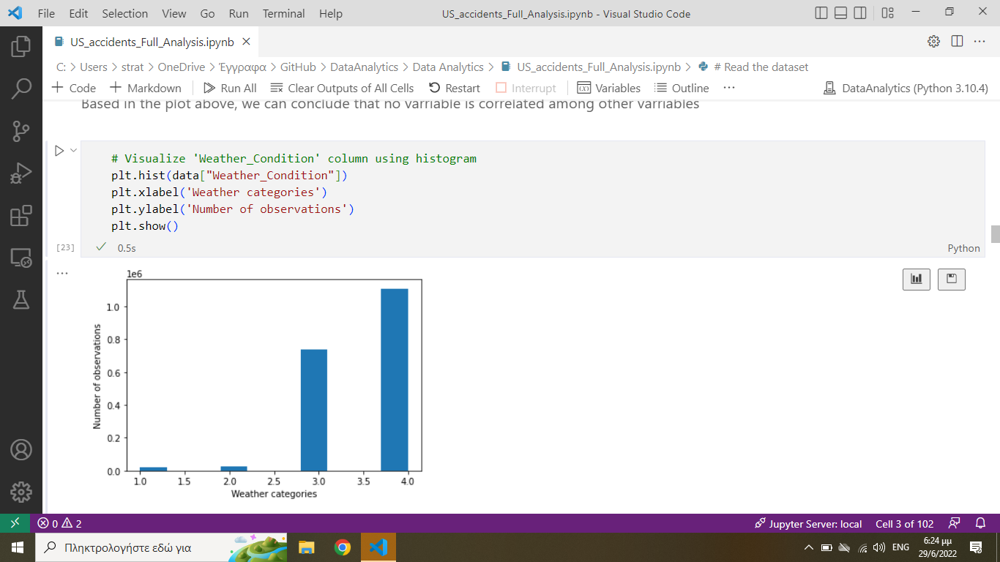 File Edit Selection View Go Run Terminal Help US_accidents_Full_Analysis.ipynb - Visual Studio Code
US_accidents_Full_Analysis.ipynb
C: > Users > strat > OneDrive > Έγγραφα > GitHub > DataAnalytics > Data Analytics > US_accidents_Full_Analysis.ipynb > # Read the dataset
+ Code + Markdown Run All Clear Outputs of All Cells Restart Interrupt Variables Outline ... DataAnalytics (Python 3.10.4)
Based in the plot above, we can conclude that no varriable is correlated among other varriables
# Visualize 'Weather_Condition' column using histogram
plt.hist(data["Weather_Condition"])
plt.xlabel('Weather categories')
plt.ylabel('Number of observations')
plt.show()
[23] 0.5s Python
1e6
1.0
0.8
0.6
0.4
0.2
0.0
Number of observations
1.0 1.5 2.0 2.5 3.0 3.5 4.0
Weather categories
0 2 Jupyter Server: local Cell 3 of 102
Πληκτρολογήστε εδώ για ENG 6:24 μμ
29/6/2022